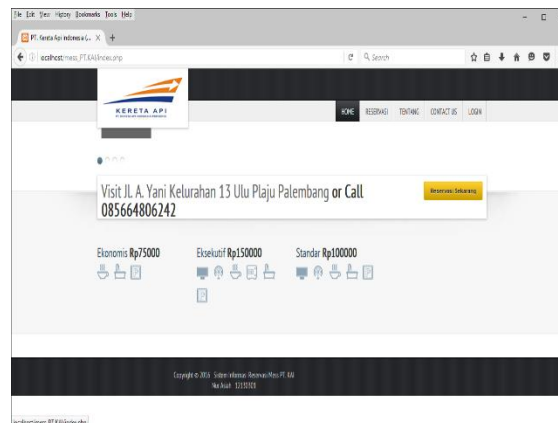 File Edit View History Bookmarks Tools Help
PT. Kereta Api Indonesia (...
localhost/mess_PT.KAI/index.php
Search
KERETA API
HOME RESERVASI TENTANG CONTACT US LOGIN
Visit JL A. Yani Kelurahan 13 Ulu Plaju Palembang or Call
085664806242
Reservasi Sekarang
Ekonomis Rp75000 Eksekutif Rp150000 Standar Rp100000
Copyright © 2016 Sistem Informasi Reservasi Mess PT. KAI
localhost/mess_PT.KAI/index.php